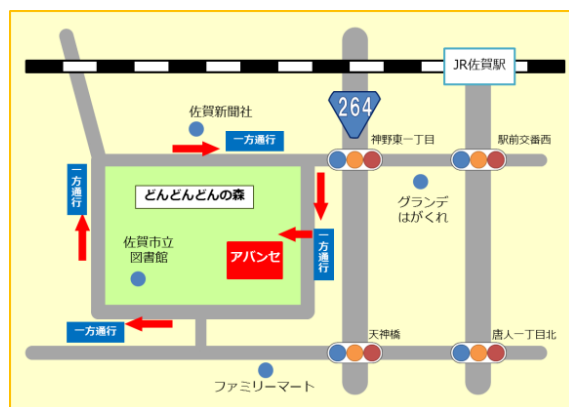 JR佐賀駅
264
佐賀新聞社
一方通行
神野東一丁目
駅前交番西
一方通行
どんどんどんの森
グランデ
はがくれ
佐賀市立
図書館
アバンセ
一方通行
一方通行
天神橋
唐人一丁目北
ファミリーマート